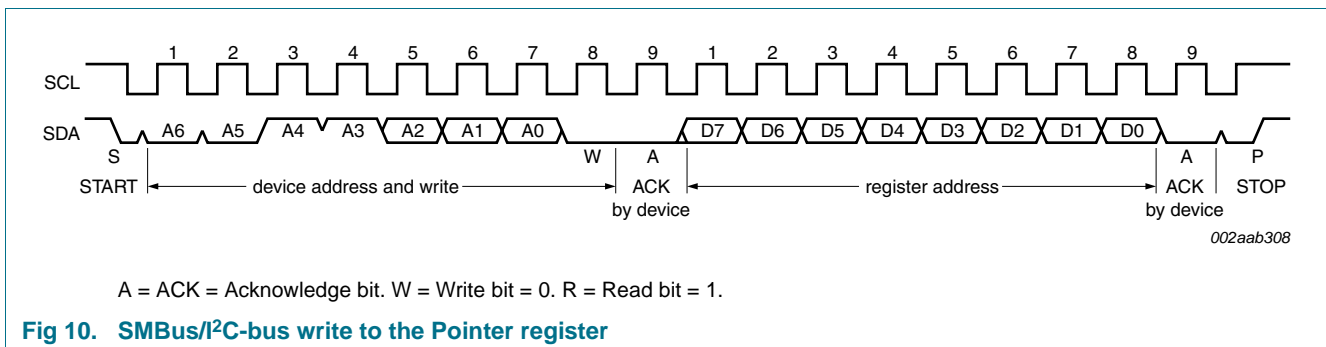 1 2 3 4 5 6 7 8 9 1 2 3 4 5 6 7 8 9
SCL
SDA A6 A5 A4 A3 A2 A1 A0 D7 D6 D5 D4 D3 D2 D1 D0
S W A A P
START device address and write ACK register address ACK STOP
by device by device
002aab308
A = ACK = Acknowledge bit. W = Write bit = 0. R = Read bit = 1.
Fig 10. SMBus/I²C-bus write to the Pointer register